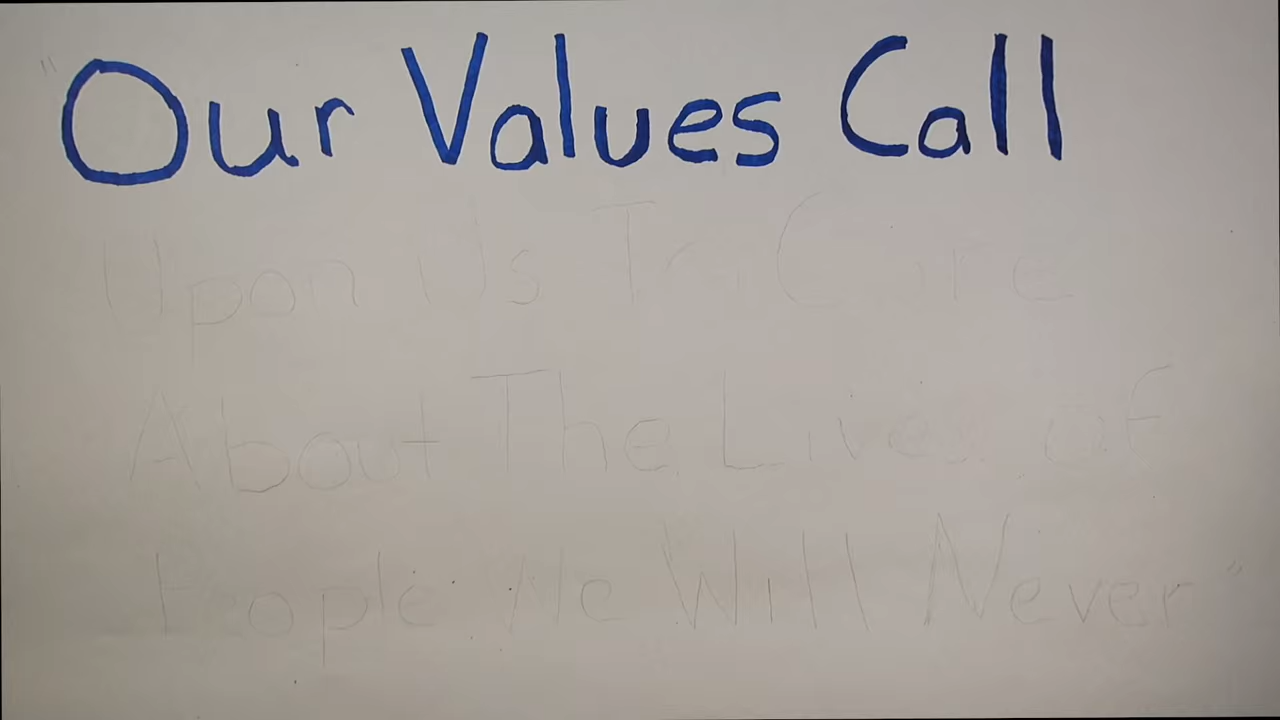 "Our Values Call
Upon Us To Care
About The Lives of
People We Will Never"